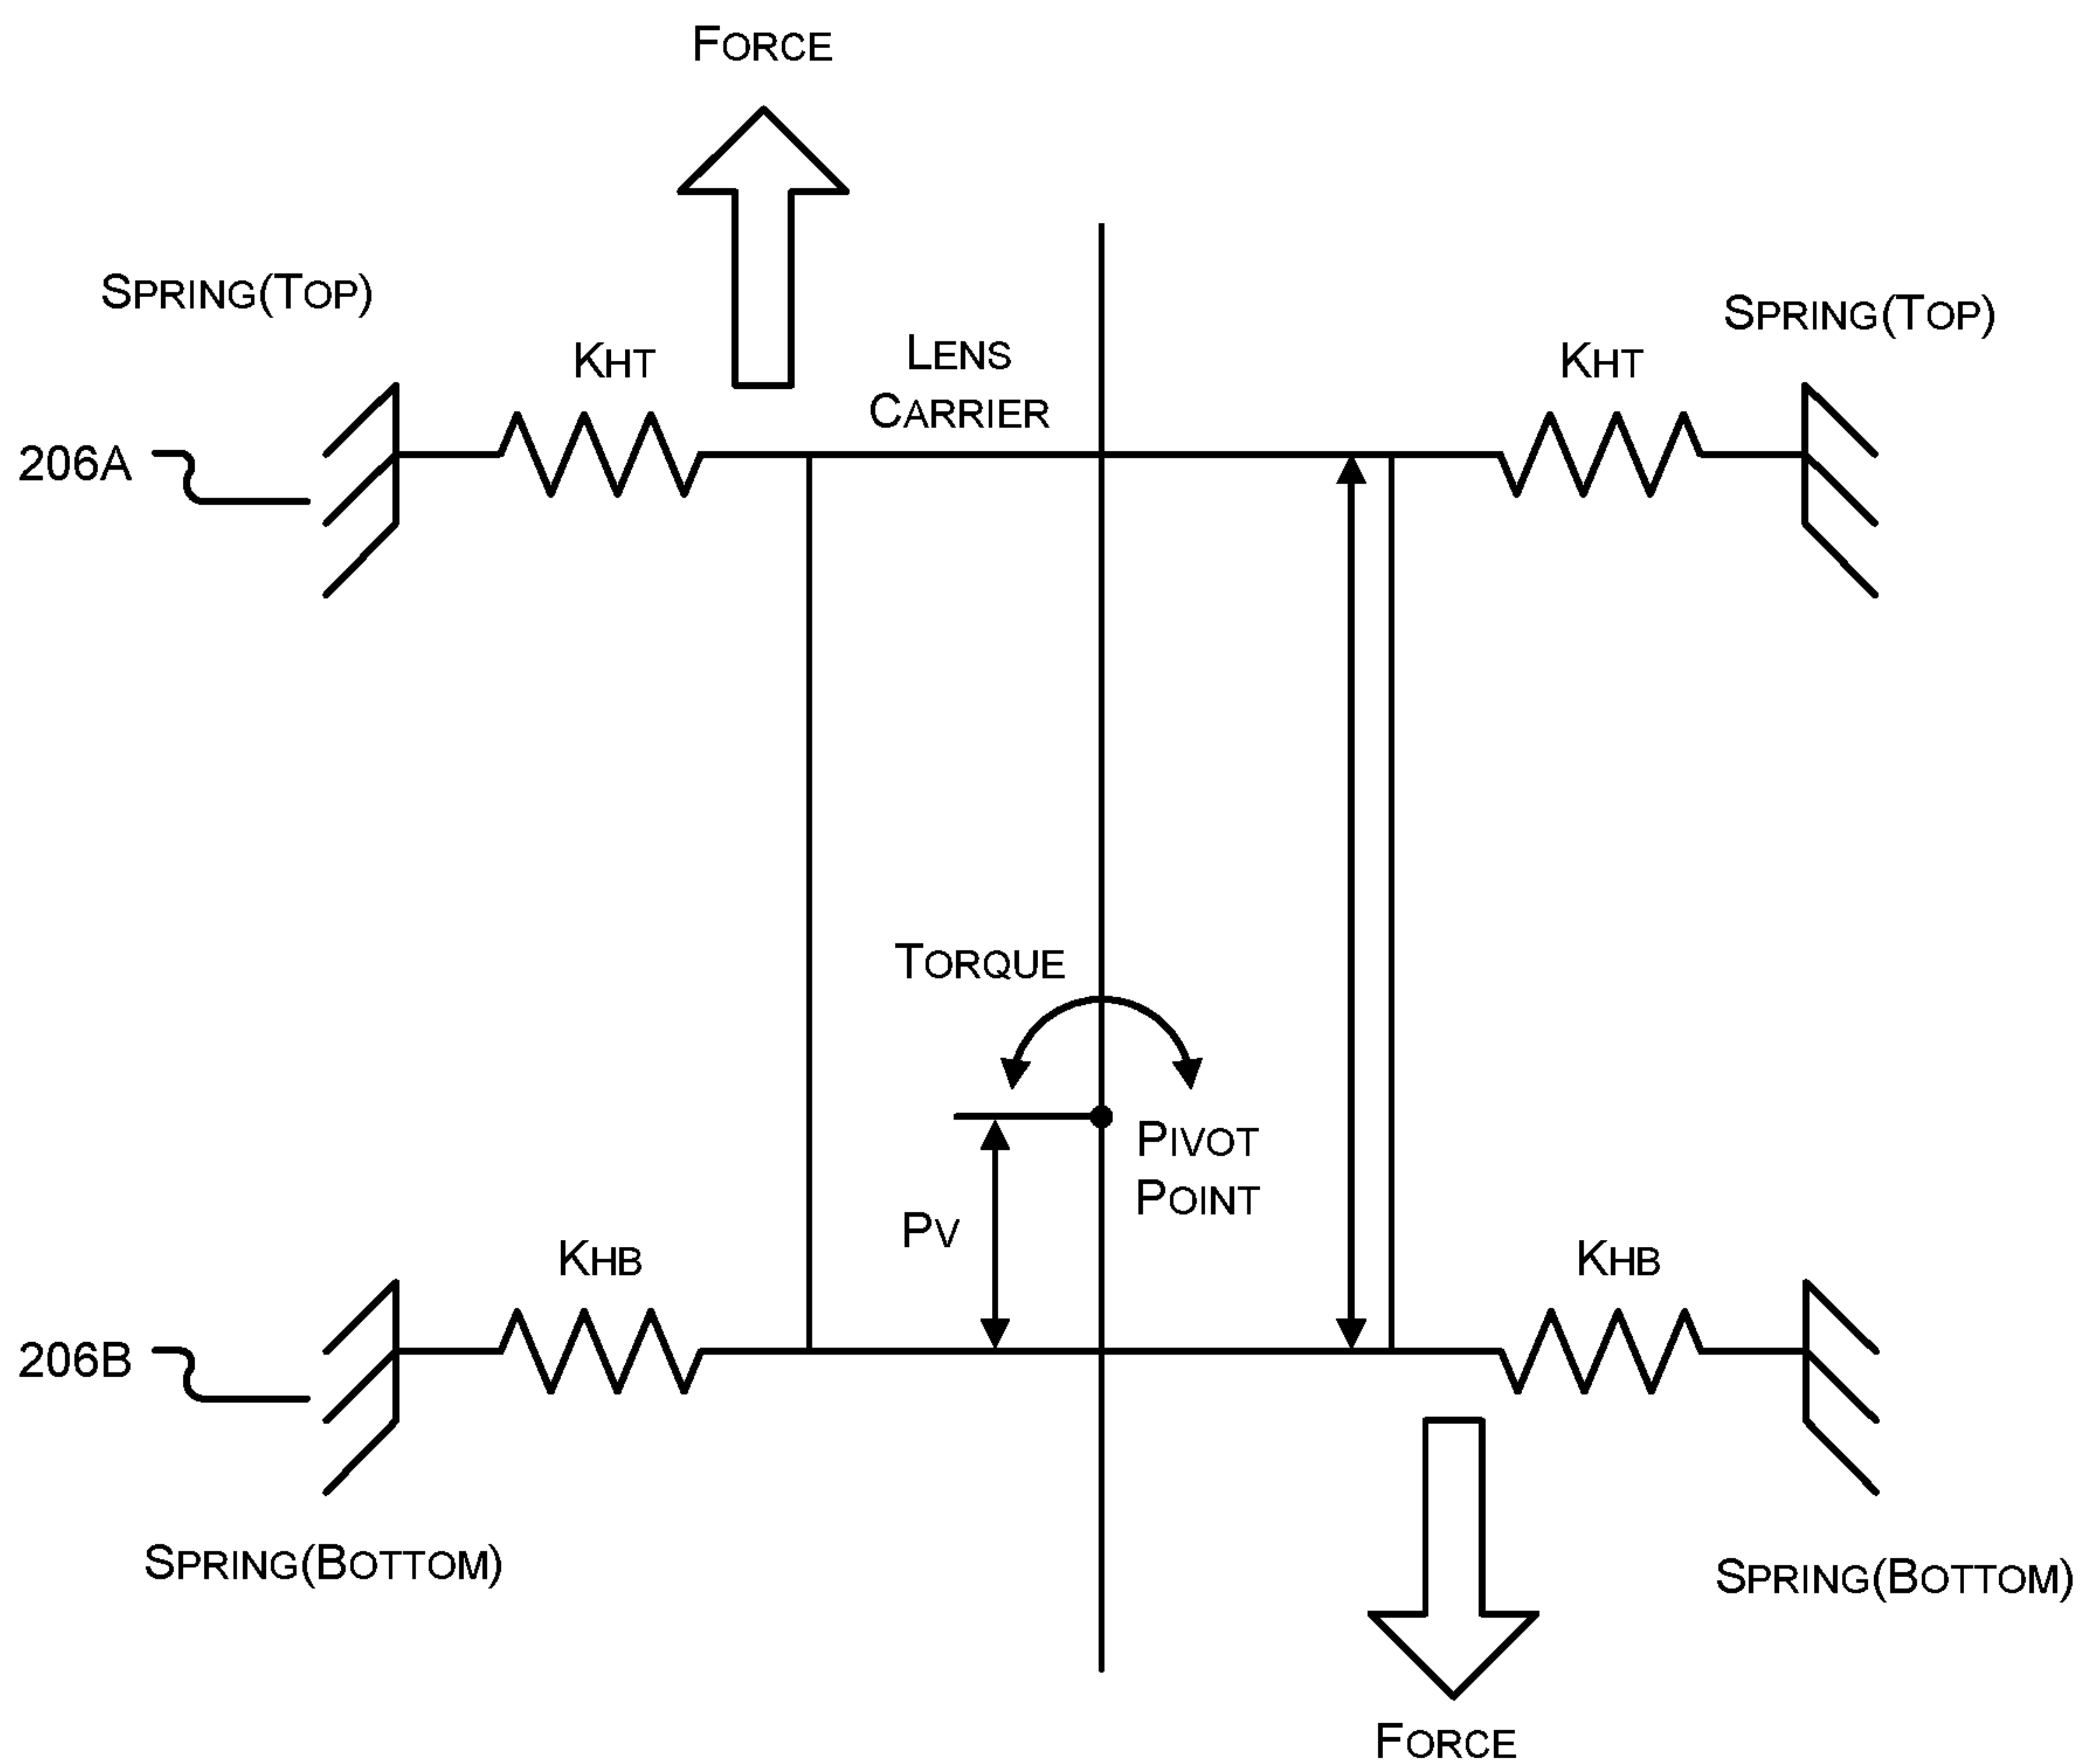 FORCE
SPRING(TOP)
SPRING(TOP)
KHT
LENS
CARRIER
KHT
206A
TORQUE
PIVOT
POINT
PV
KHB
KHB
206B
SPRING(BOTTOM)
SPRING(BOTTOM)
FORCE